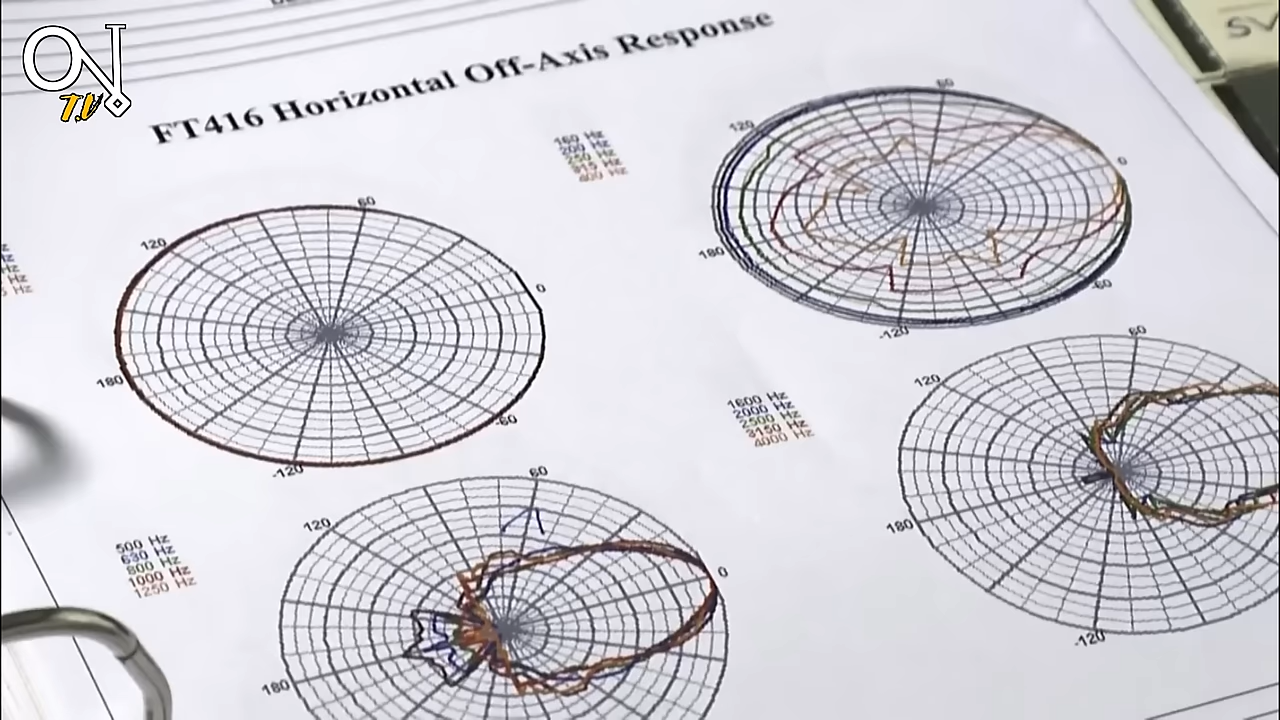 ON
T.V
SV
FT416 Horizontal Off-Axis Response
160 Hz
200 Hz
250 Hz
315 Hz
400 Hz
60
120
0
180
-60
-120
60
120
0
180
-60
-120
1600 Hz
2000 Hz
2500 Hz
3150 Hz
4000 Hz
60
120
180
-120
500 Hz
630 Hz
800 Hz
1000 Hz
1250 Hz
60
120
0
180